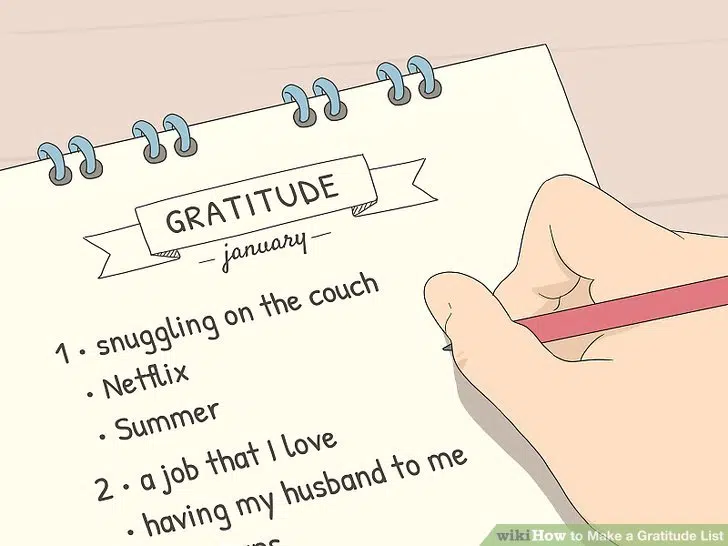 GRATITUDE
– january –
1 • snuggling on the couch
• Netflix
• Summer
2 • a job that I love
• having my husband to me
wikiHow to Make a Gratitude List